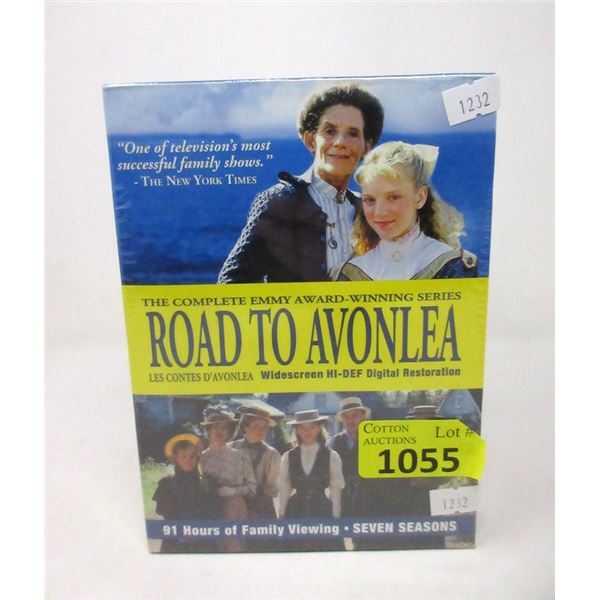 1232
"One of television's most
successful family shows."
- THE NEW YORK TIMES
THE COMPLETE EMMY AWARD-WINNING SERIES
ROAD TO AVONLEA
LES CONTES D'AVONLEA Widescreen HI-DEF Digital Restoration
COTTON
AUCTIONS
Lot #
1055
1232
91 Hours of Family Viewing • SEVEN SEASONS